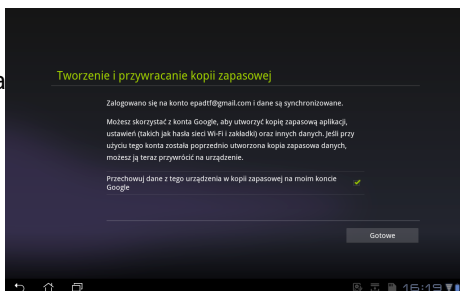 a
Tworzenie i przywracanie kopii zapasowej
Zalogowano się na konto epadtf@gmail.com i dane są synchronizowane.
Możesz skorzystać z konta Google, aby utworzyć kopię zapasową aplikacji,
ustawień (takich jak hasła sieci Wi-Fi i zakładki) oraz innych danych. Jeśli przy
użyciu tego konta została poprzednio utworzona kopia zapasowa danych,
możesz ją teraz przywrócić na urządzenie.
Przechowuj dane z tego urządzenia w kopii zapasowej na moim koncie
Google
Gotowe
16:19